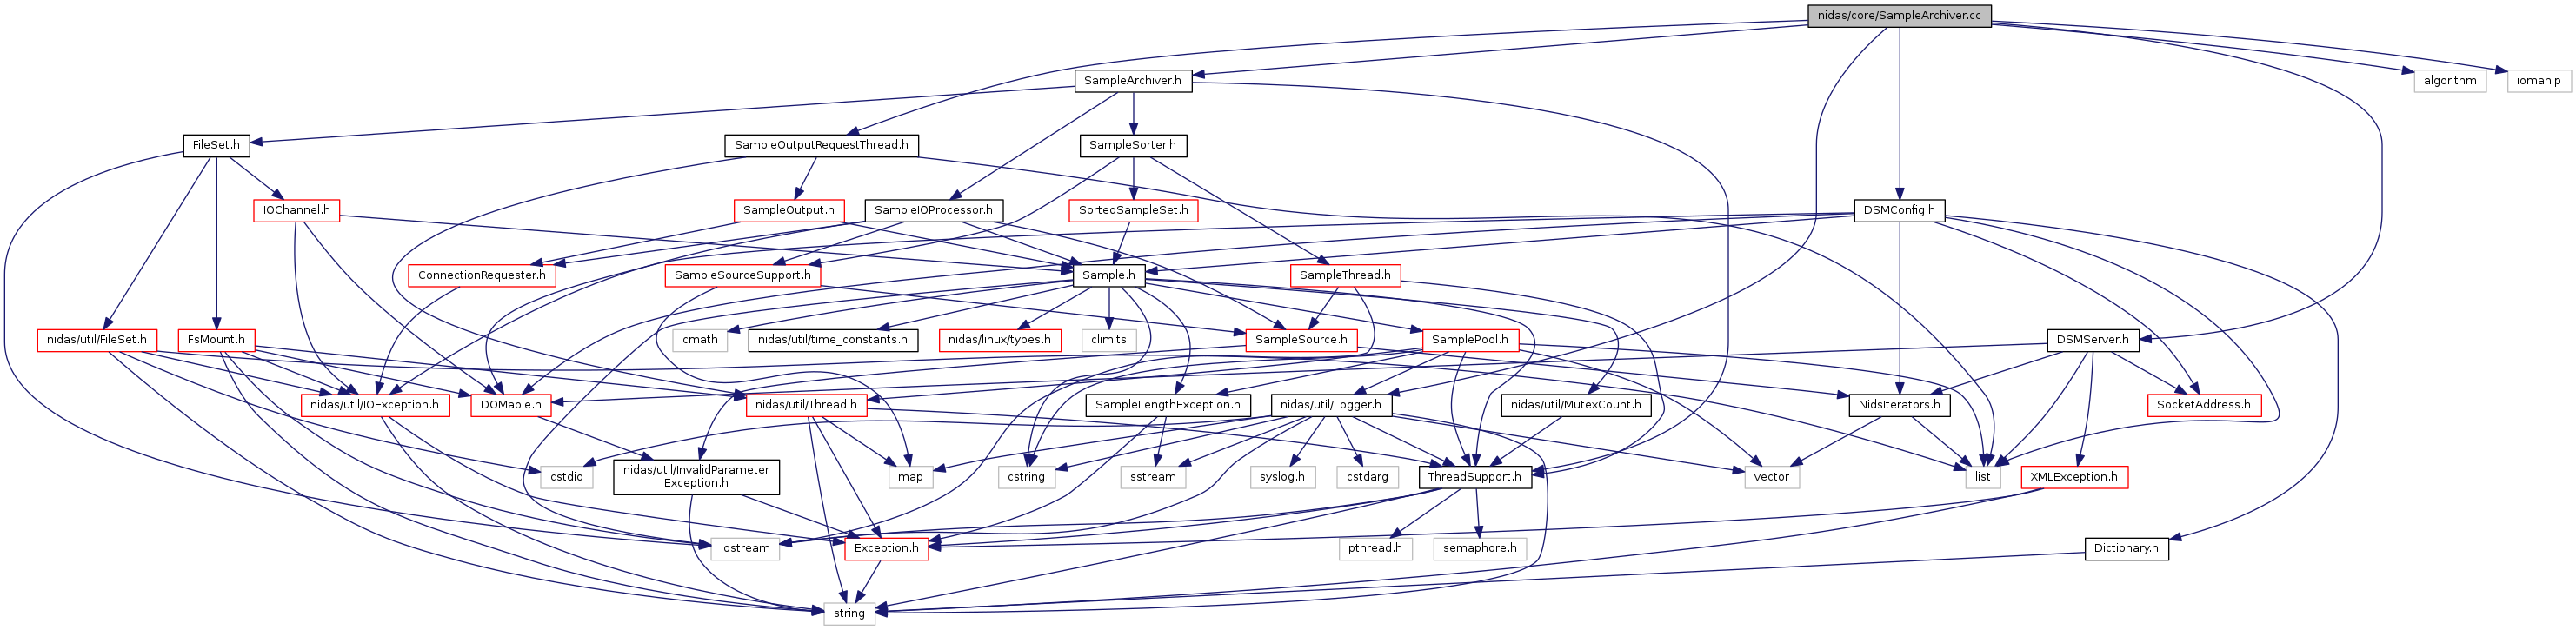 nidas/core/SampleArchiver.cc
SampleArchiver.h
algorithm
iomanip
FileSet.h
SampleOutputRequestThread.h
SampleSorter.h
IOChannel.h
SampleOutput.h
SampleIOProcessor.h
SortedSampleSet.h
DSMConfig.h
ConnectionRequester.h
SampleSourceSupport.h
Sample.h
SampleThread.h
nidas/util/FileSet.h
FsMount.h
cmath
nidas/util/time_constants.h
nidas/linux/types.h
climits
SampleSource.h
SamplePool.h
DSMServer.h
nidas/util/IOException.h
DOMable.h
nidas/util/Thread.h
SampleLengthException.h
nidas/util/Logger.h
nidas/util/MutexCount.h
NidsIterators.h
SocketAddress.h
cstdio
nidas/util/InvalidParameter
Exception.h
map
cstring
sstream
syslog.h
cstdarg
ThreadSupport.h
vector
list
XMLException.h
iostream
Exception.h
pthread.h
semaphore.h
Dictionary.h
string